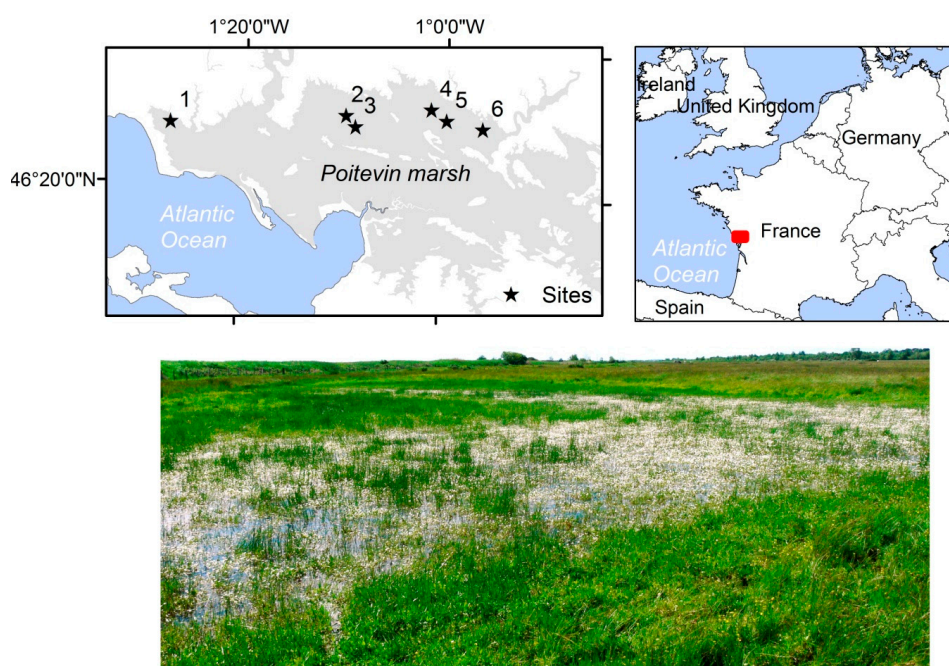 1°20'0"W
1°0'0"W
1
2
3
4
5
6
46°20'0"N
Poitevin marsh
Atlantic
Ocean
Sites
Ireland
United Kingdom
Germany
France
Atlantic
Ocean
Spain